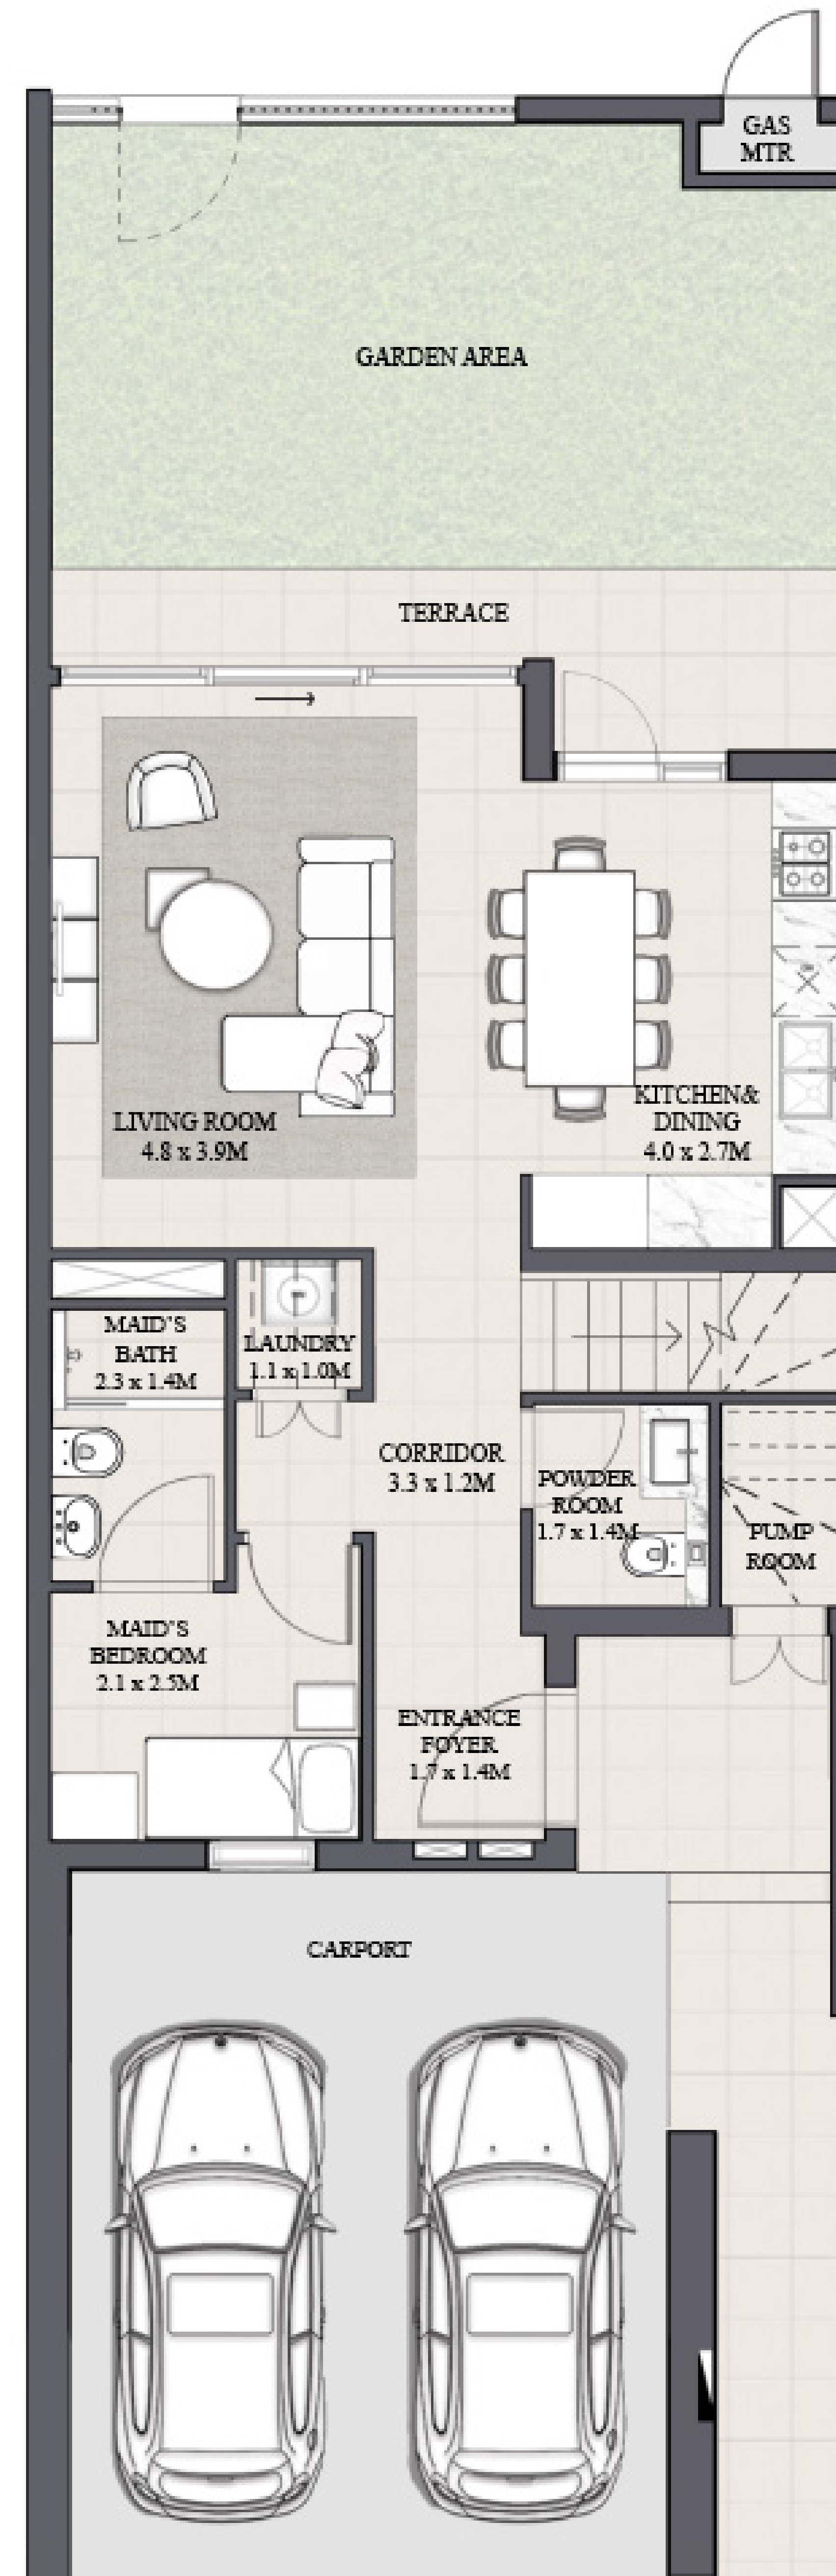 GAS
MTR
GARDEN AREA
TERRACE
LIVING ROOM
4.8 x 3.9M
KITCHEN&
DINING
4.0 x 2.7M
MAID'S
BATH
2.3 x 1.4M
LAUNDRY
1.1 x 1.0M
CORRIDOR
3.3 x 1.2M
POWDER
ROOM
1.7 x 1.4M
PUMP
ROOM
MAID'S
BEDROOM
2.1 x 2.5M
ENTRANCE
FOYER
1.7 x 1.4M
CARPORT